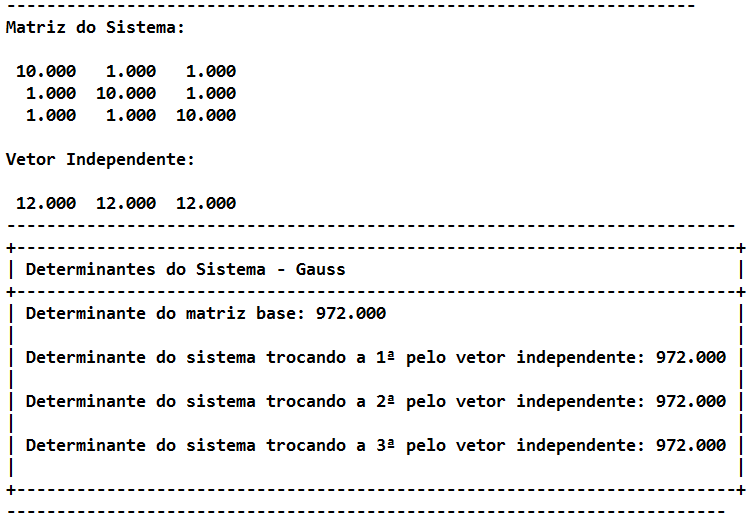 ---------------------------------------------------------------------
Matriz do Sistema:
10.000   1.000   1.000
1.000  10.000   1.000
1.000   1.000  10.000
Vetor Independente:
12.000  12.000  12.000
-------------------------------------------------------------------------
+------------------------------------------------------------------------+
| Determinantes do Sistema - Gauss                                       |
+------------------------------------------------------------------------+
| Determinante do matriz base: 972.000                                   |
|                                                                        |
| Determinante do sistema trocando a 1ª pelo vetor independente: 972.000 |
|                                                                        |
| Determinante do sistema trocando a 2ª pelo vetor independente: 972.000 |
|                                                                        |
| Determinante do sistema trocando a 3ª pelo vetor independente: 972.000 |
|                                                                        |
+------------------------------------------------------------------------+
------------------------------------------------------------------------